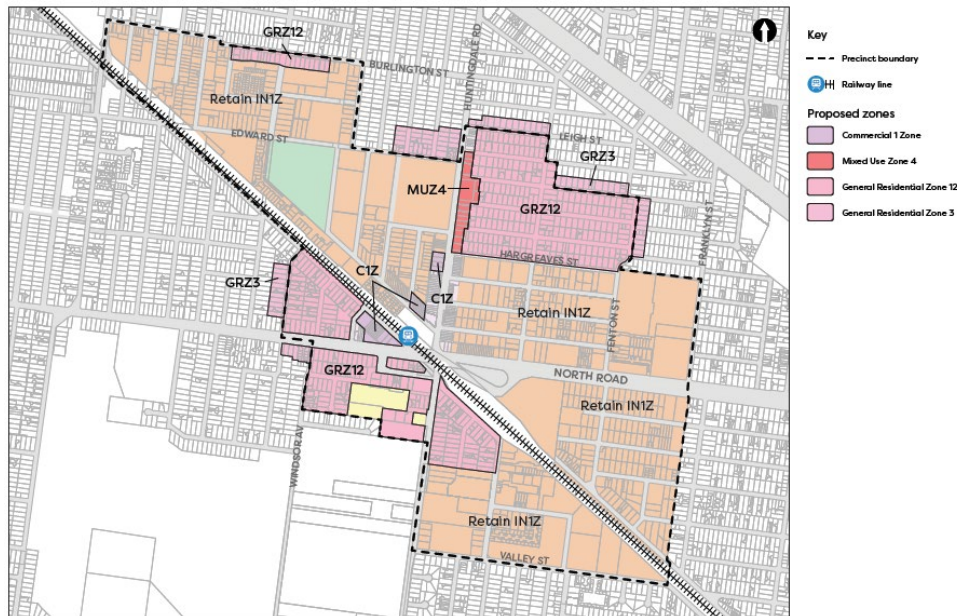 GRZ12
BURLINGTON ST
HUNTINGDALE RD
Retain IN1Z
EDWARD ST
LEIGH ST
GRZ3
MUZ4
GRZ12
FRANKLYN ST
HARGREAVES ST
C1Z
GRZ3
C1Z
Retain IN1Z
FENTON ST
GRZ12
NORTH ROAD
Retain IN1Z
WINDSOR AV
Retain IN1Z
VALLEY ST
Key
Precinct boundary
Railway line
Proposed zones
Commercial 1 Zone
Mixed Use Zone 4
General Residential Zone 12
General Residential Zone 3